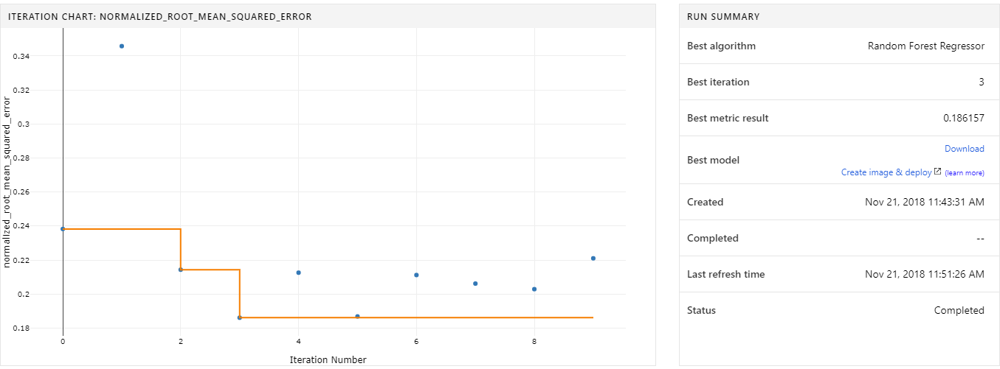 ITERATION CHART: NORMALIZED_ROOT_MEAN_SQUARED_ERROR
normalized_root_mean_squared_error
0.34
0.32
0.3
0.28
0.26
0.24
0.22
0.2
0.18
0 2 4 6 8
Iteration Number
RUN SUMMARY
Best algorithm Random Forest Regressor
Best iteration 3
Best metric result 0.186157
Best model Download
Create image & deploy (learn more)
Created Nov 21, 2018 11:43:31 AM
Completed --
Last refresh time Nov 21, 2018 11:51:26 AM
Status Completed